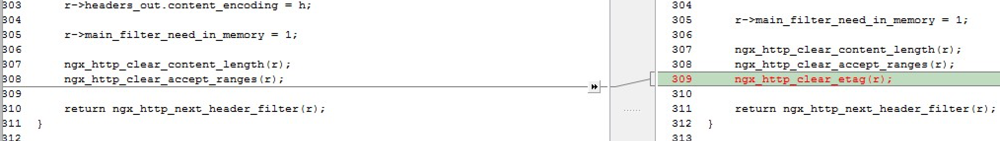 303 r->headers_out.content_encoding = h;
304
305 r->main_filter_need_in_memory = 1;
306
307 ngx_http_clear_content_length(r);
308 ngx_http_clear_accept_ranges(r);
309
310 return ngx_http_next_header_filter(r);
311 }
312
304
305 r->main_filter_need_in_memory = 1;
306
307 ngx_http_clear_content_length(r);
308 ngx_http_clear_accept_ranges(r);
309 ngx_http_clear_etag(r);
310
311 return ngx_http_next_header_filter(r);
312 }
313